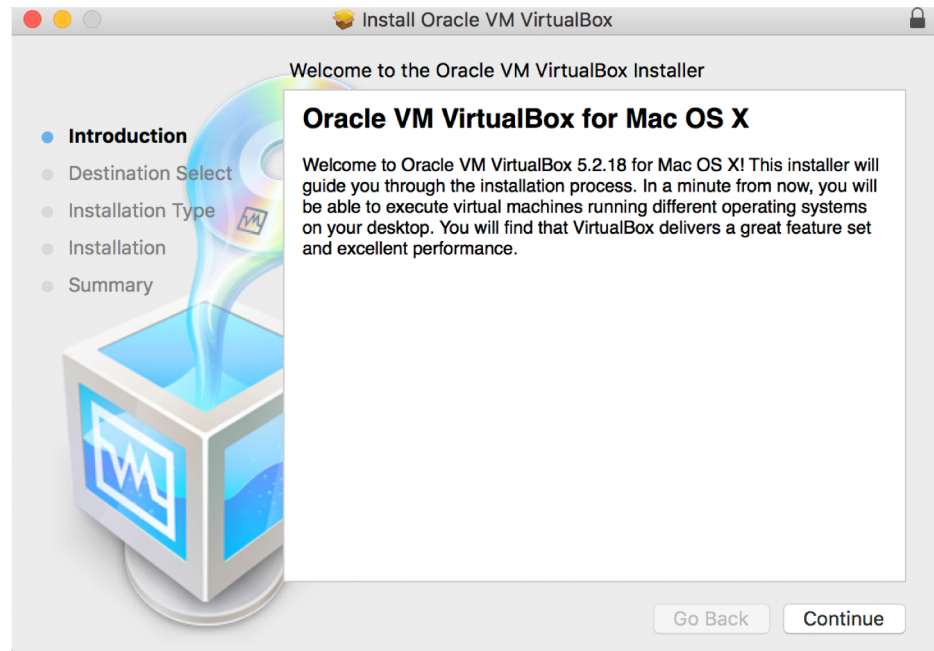 Install Oracle VM VirtualBox
Welcome to the Oracle VM VirtualBox Installer
Introduction
Destination Select
Installation Type
Installation
Summary
Oracle VM VirtualBox for Mac OS X
Welcome to Oracle VM VirtualBox 5.2.18 for Mac OS X! This installer will
guide you through the installation process. In a minute from now, you will
be able to execute virtual machines running different operating systems
on your desktop. You will find that VirtualBox delivers a great feature set
and excellent performance.
Go Back
Continue